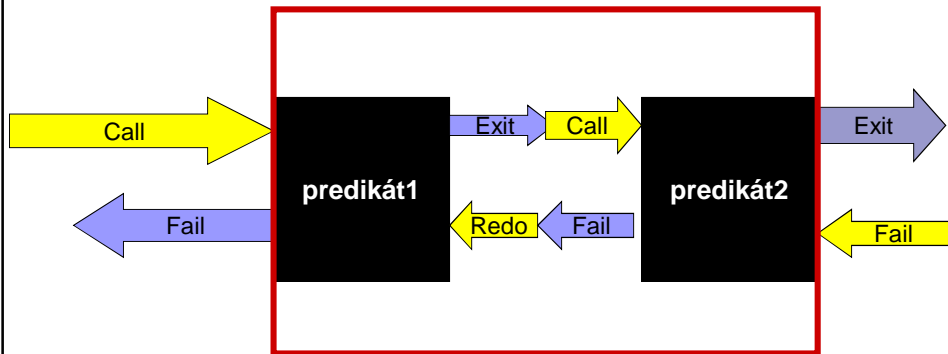 Call
Exit
Call
Exit
predikát1
predikát2
Fail
Redo
Fail
Fail